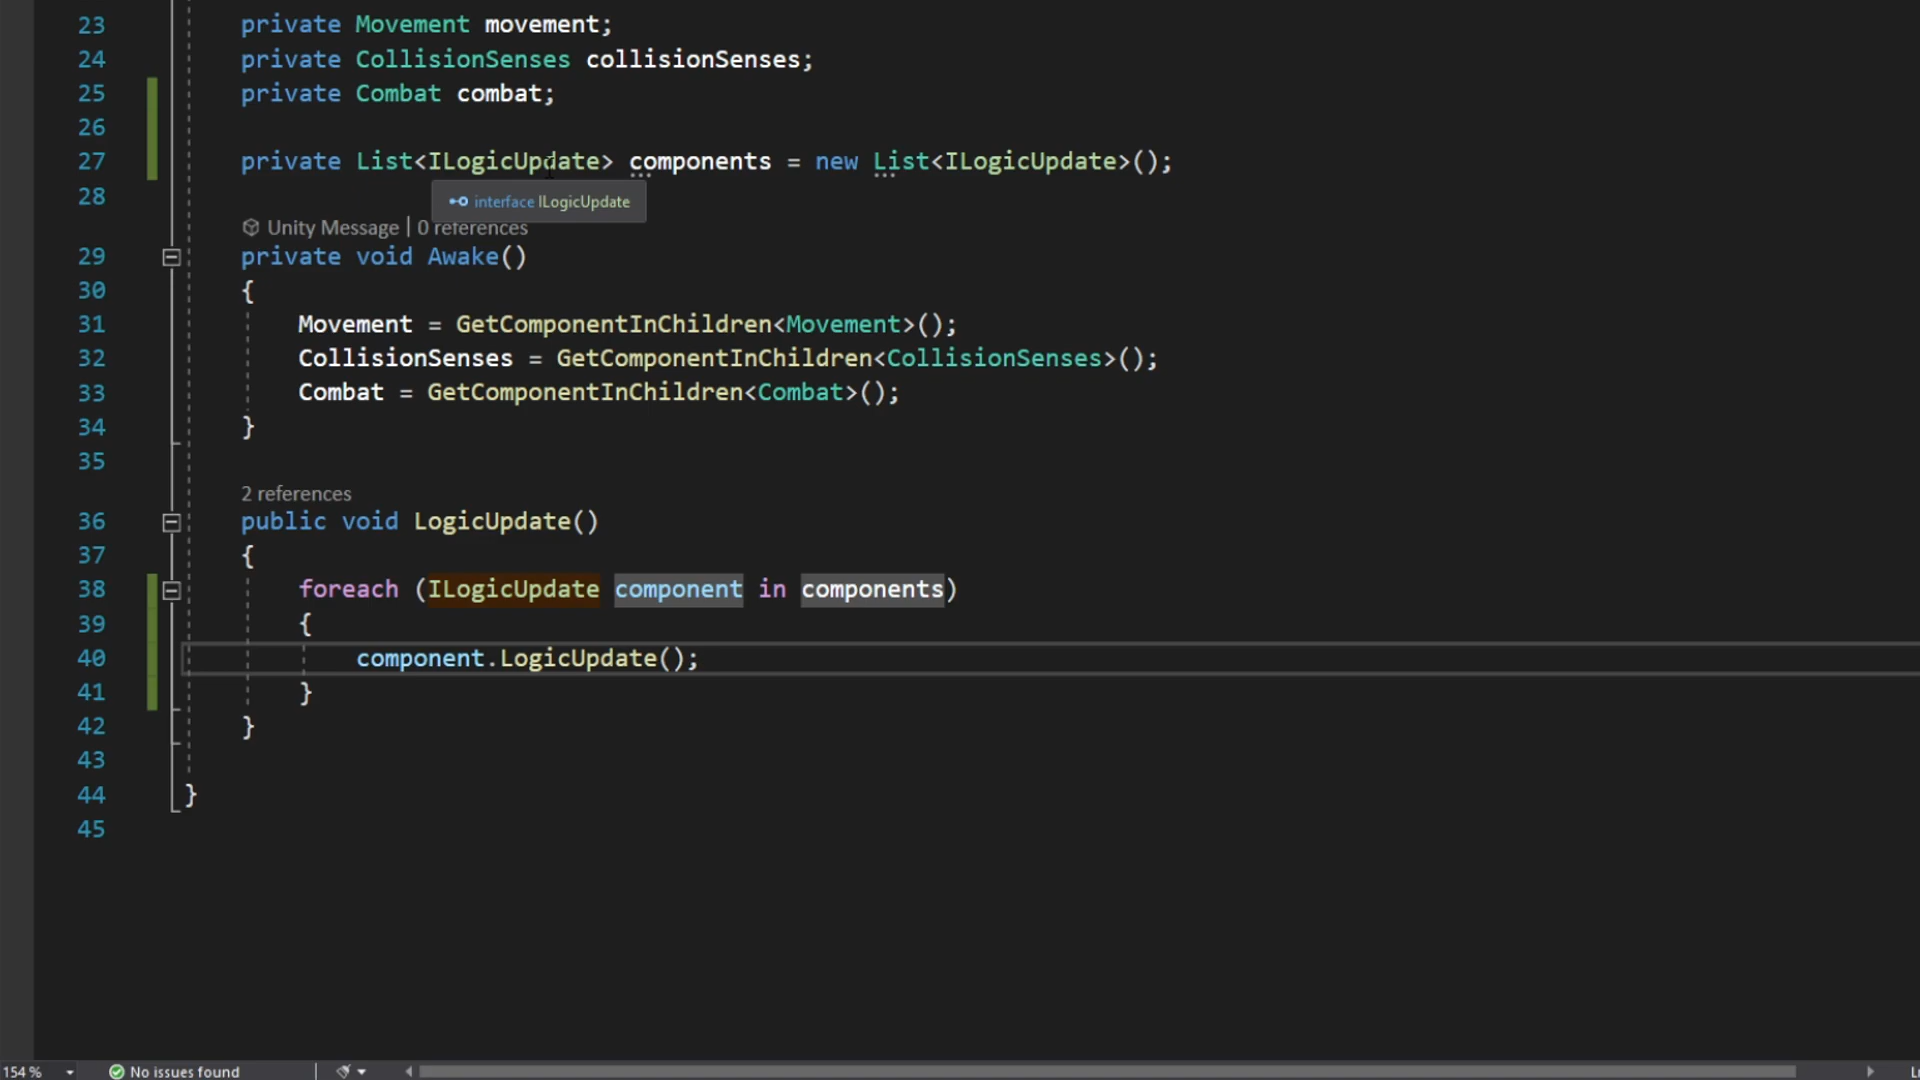 23 private Movement movement;
24 private CollisionSenses collisionSenses;
25 private Combat combat;
26
27 private List<ILogicUpdate> components = new List<ILogicUpdate>();
interface ILogicUpdate
28
Unity Message | 0 references
29 private void Awake()
30 {
31 Movement = GetComponentInChildren<Movement>();
32 CollisionSenses = GetComponentInChildren<CollisionSenses>();
33 Combat = GetComponentInChildren<Combat>();
34 }
35
2 references
36 public void LogicUpdate()
37 {
38 foreach (ILogicUpdate component in components)
39 {
40 component.LogicUpdate();
41 }
42 }
43
44 }
45
154 % No issues found